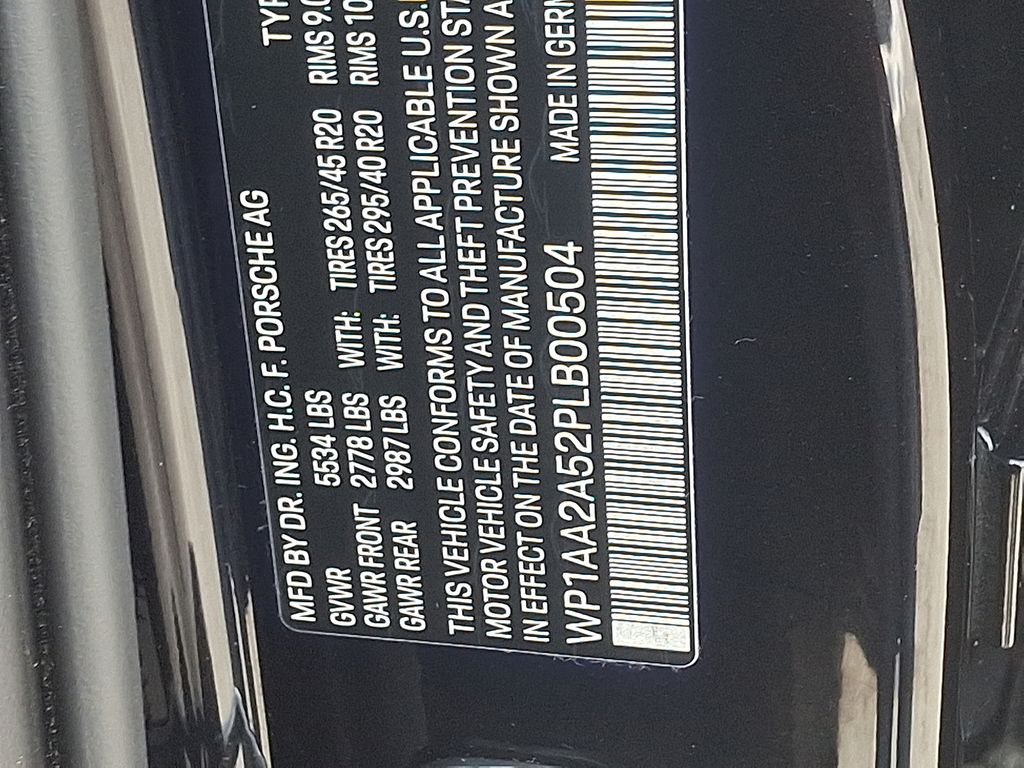 MFD BY DR. ING. H.C. F. PORSCHE AG TYP
GVWR 5534 LBS
GAWR FRONT 2778 LBS WITH: TIRES 265/45 R20 RIMS 9.0
GAWR REAR 2987 LBS WITH: TIRES 295/40 R20 RIMS 10
THIS VEHICLE CONFORMS TO ALL APPLICABLE U.S.
MOTOR VEHICLE SAFETY AND THEFT PREVENTION STA
IN EFFECT ON THE DATE OF MANUFACTURE SHOWN A
WP1AA2A52PLB00504 MADE IN GERM